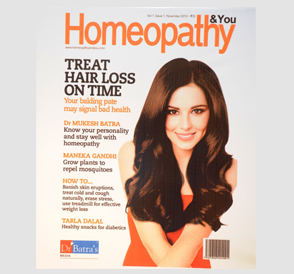 Homeopathy
&You
TREAT
HAIR LOSS
ON TIME
Your balding pate
may signal bad health
Dr MUKESH BATRA
Know your personality
and stay well with
homeopathy
MANEKA GANDHI
Grow plants to
repel mosquitoes
HOW TO...
Banish skin eruptions,
treat cold and cough
naturally, erase stress,
use treadmill for effective
weight loss
TARLA DALAL
Healthy snacks for diabetics
Dr Batra's